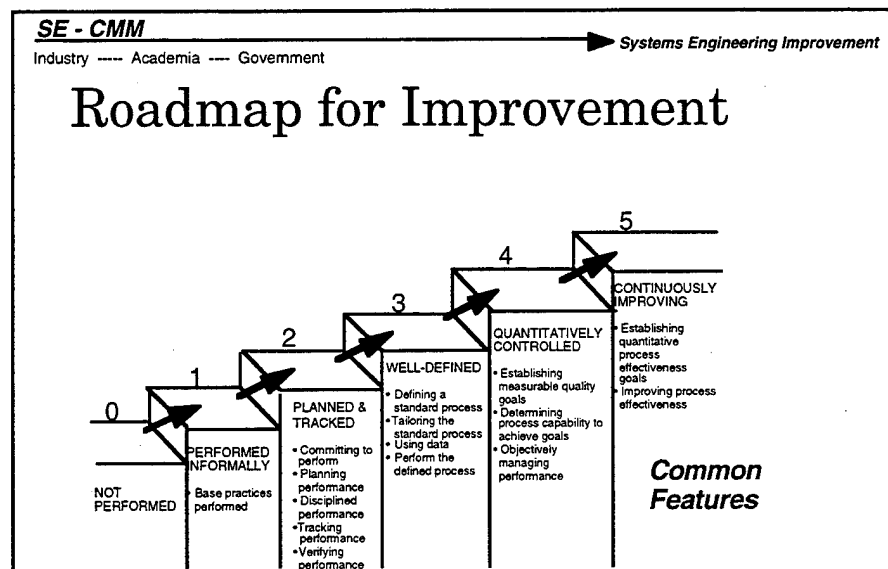 SE - CMM
Systems Engineering Improvement
Industry ----- Academia ---- Government
Roadmap for Improvement
0
NOT
PERFORMED
1
PERFORMED
INFORMALLY
• Base practices
performed
2
PLANNED &
TRACKED
• Committing to
perform
• Planning
performance
• Disciplined
performance
•Tracking
performance
•Verifying
performance
3
WELL-DEFINED
• Defining a
standard process
•Tailoring the
standard process
• Using data
• Perform the
defined process
4
QUANTITATIVELY
CONTROLLED
• Establishing
measurable quality
goals
• Determining
process capability to
achieve goals
• Objectively
managing
performance
5
CONTINUOUSLY
IMPROVING
• Establishing
quantitative
process
effectiveness
goals
• Improving process
effectiveness
Common
Features